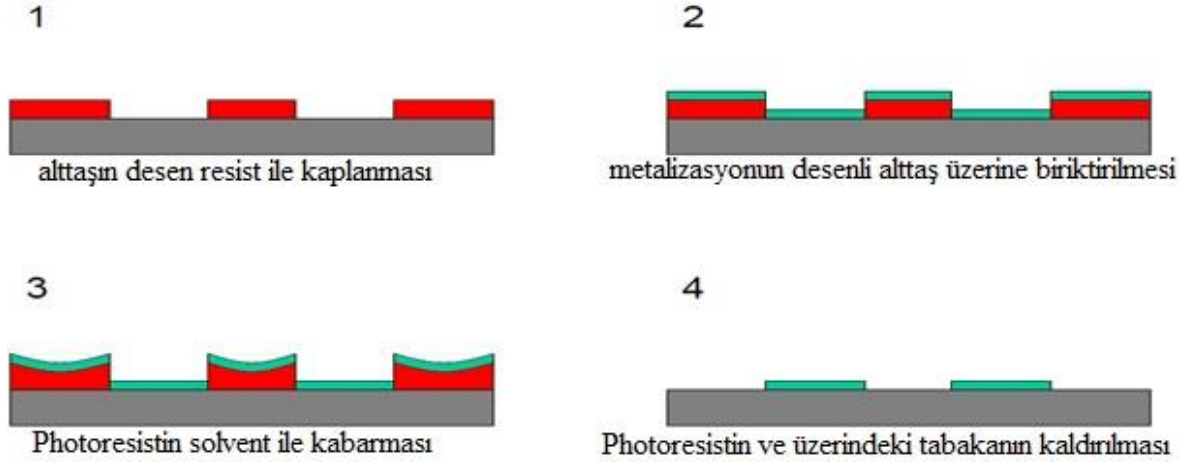 1
alttaşın desen resist ile kaplanması
2
metalizasyonun desenli alttaş üzerine biriktirilmesi
3
Photoresistin solvent ile kabarması
4
Photoresistin ve üzerindeki tabakanın kaldırılması